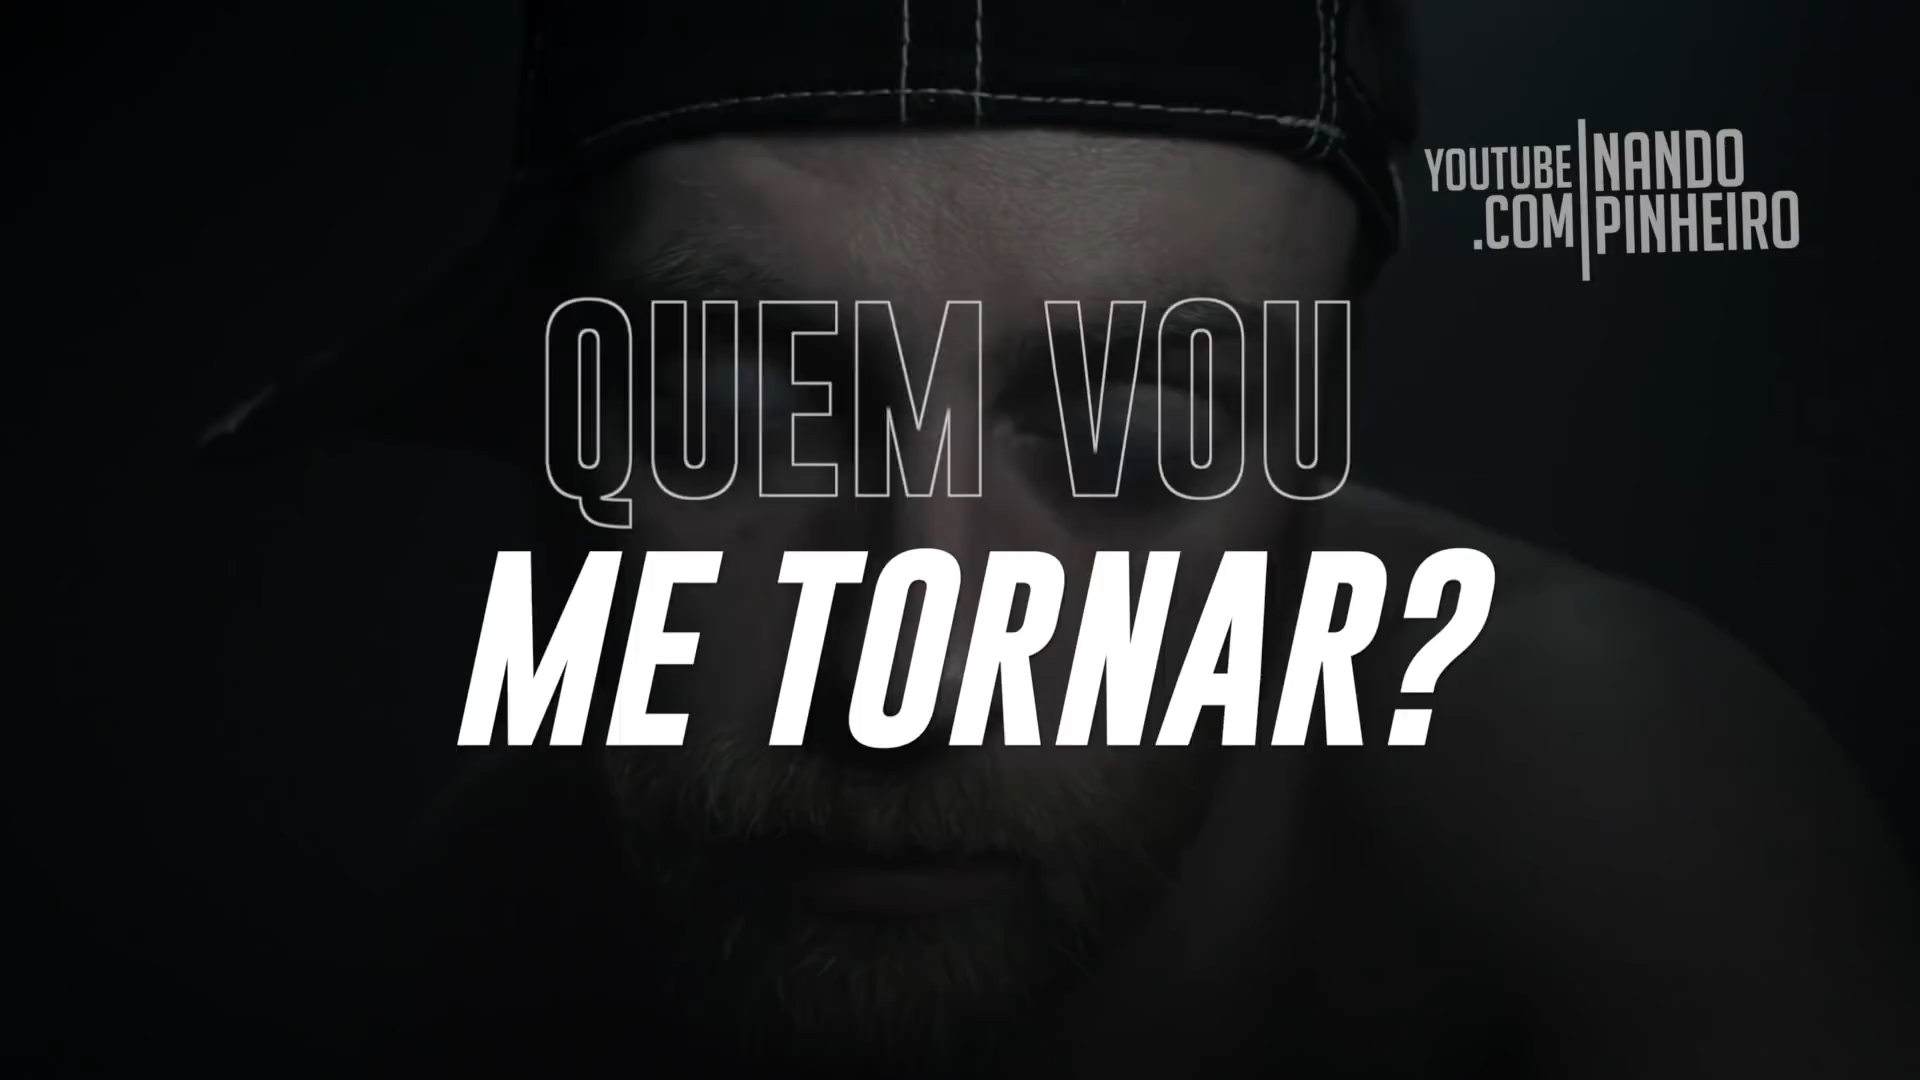 YOUTUBE
.COM
NANDO
PINHEIRO
QUEM VOU
ME TORNAR?